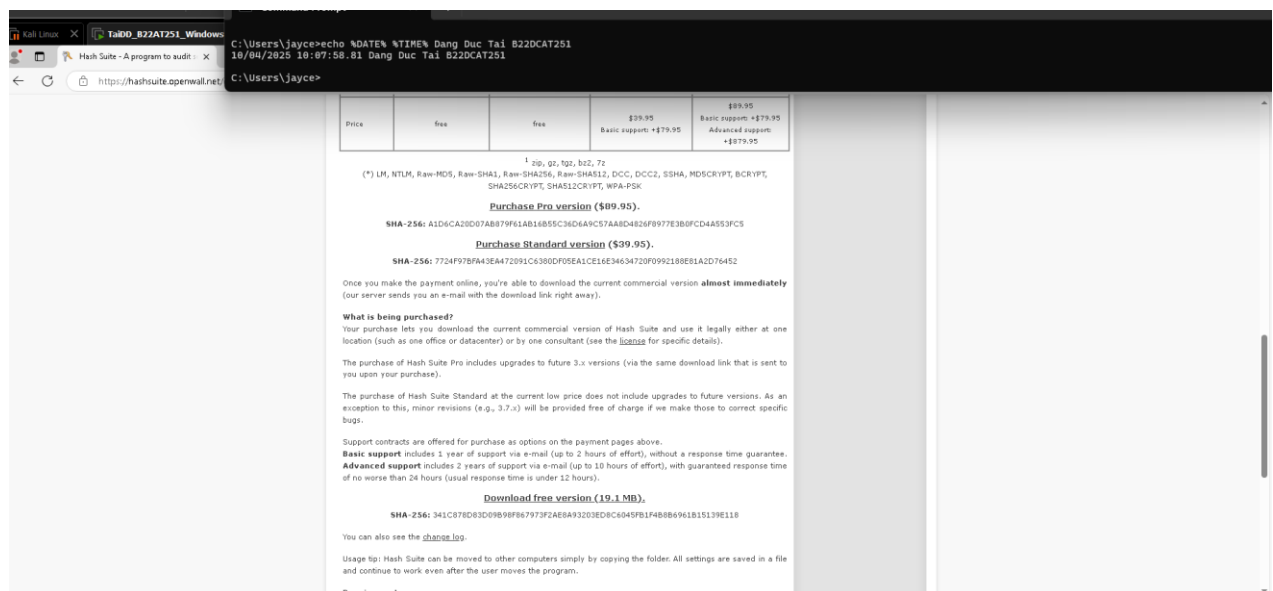 Command Prompt
Kali Linux
TaiDD_B22AT251_Windows
C:\Users\jayce>echo %DATE% %TIME% Dang Duc Tai B22DCAT251
10/04/2025 10:07:58.81 Dang Duc Tai B22DCAT251
Hash Suite - A program to audit
C:\Users\jayce>
https://hashsuite.openwall.net/
Price free free $39.95 Basic support: +$79.95 $89.95 Basic support: +$79.95 Advanced support: +$879.95
1 zip, gz, tgz, bz2, 7z
(*) LM, NTLM, Raw-MD5, Raw-SHA1, Raw-SHA256, Raw-SHA512, DCC, DCC2, SSHA, MD5CRYPT, BCRYPT,
SHA256CRYPT, SHA512CRYPT, WPA-PSK
Purchase Pro version ($89.95).
SHA-256: A1D6CA20D07AB879F61AB16B55C36D6A9C57AA8D4826F8977E3B0FCD4A553FC5
Purchase Standard version ($39.95).
SHA-256: 7724F97BFA43EA472091C6380DF05EA1CE16E34634720F0992188E81A2D76452
Once you make the payment online, you're able to download the current commercial version almost immediately
(our server sends you an e-mail with the download link right away).
What is being purchased?
Your purchase lets you download the current commercial version of Hash Suite and use it legally either at one
location (such as one office or datacenter) or by one consultant (see the license for specific details).
The purchase of Hash Suite Pro includes upgrades to future 3.x versions (via the same download link that is sent to
you upon your purchase).
The purchase of Hash Suite Standard at the current low price does not include upgrades to future versions. As an
exception to this, minor revisions (e.g., 3.7.x) will be provided free of charge if we make those to correct specific
bugs.
Support contracts are offered for purchase as options on the payment pages above.
Basic support includes 1 year of support via e-mail (up to 2 hours of effort), without a response time guarantee.
Advanced support includes 2 years of support via e-mail (up to 10 hours of effort), with guaranteed response time
of no worse than 24 hours (usual response time is under 12 hours).
Download free version (19.1 MB).
SHA-256: 341C878D83D09B98F867973F2AE8A93203ED8C6045FB1F4B8B6961B15139E118
You can also see the change log.
Usage tip: Hash Suite can be moved to other computers simply by copying the folder. All settings are saved in a file
and continue to work even after the user moves the program.